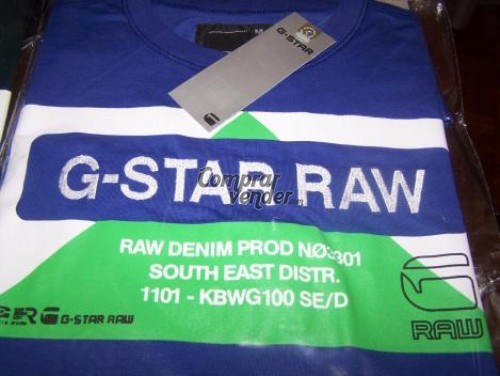 G-STAR
G-STAR RAW
Comprar
vender
RAW DENIM PROD NØ3301
SOUTH EAST DISTR.
1101 - KBWG100 SE/D
G-STAR RAW
RAW